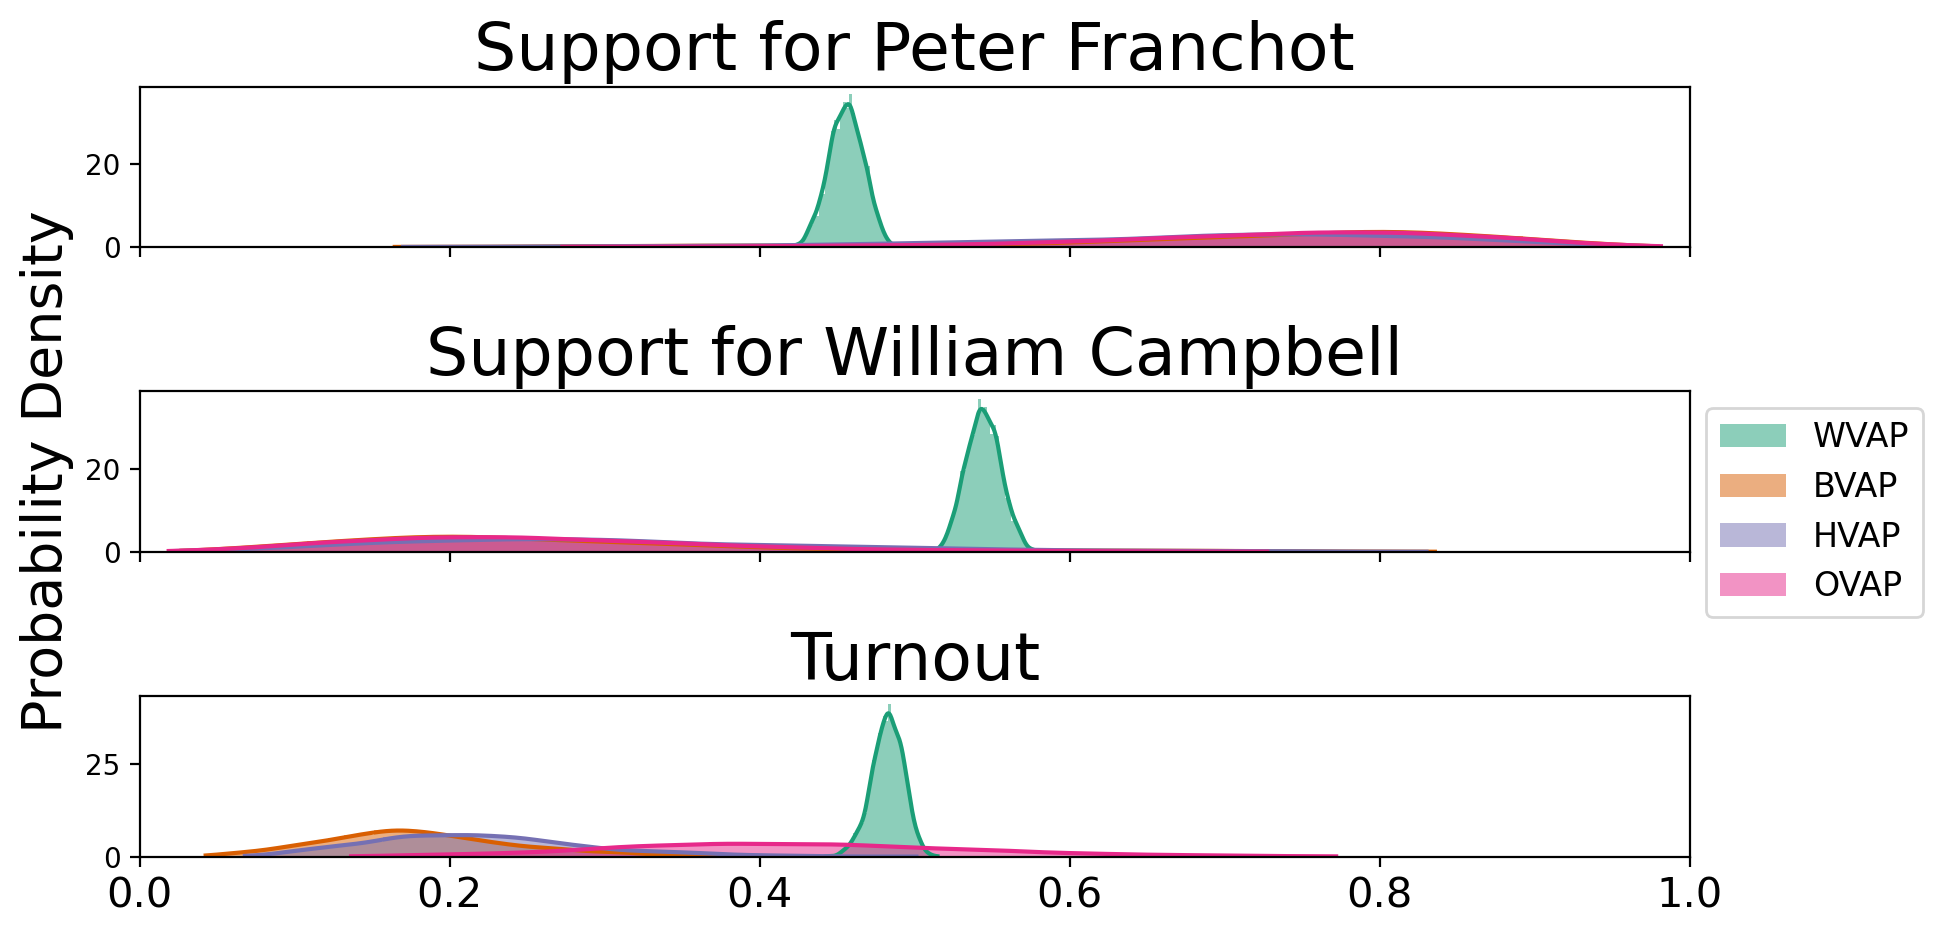 Support for Peter Franchot
20
0
Support for William Campbell
20
0
Turnout
25
0
0.0 0.2 0.4 0.6 0.8 1.0
Probability Density
WVAP
BVAP
HVAP
OVAP